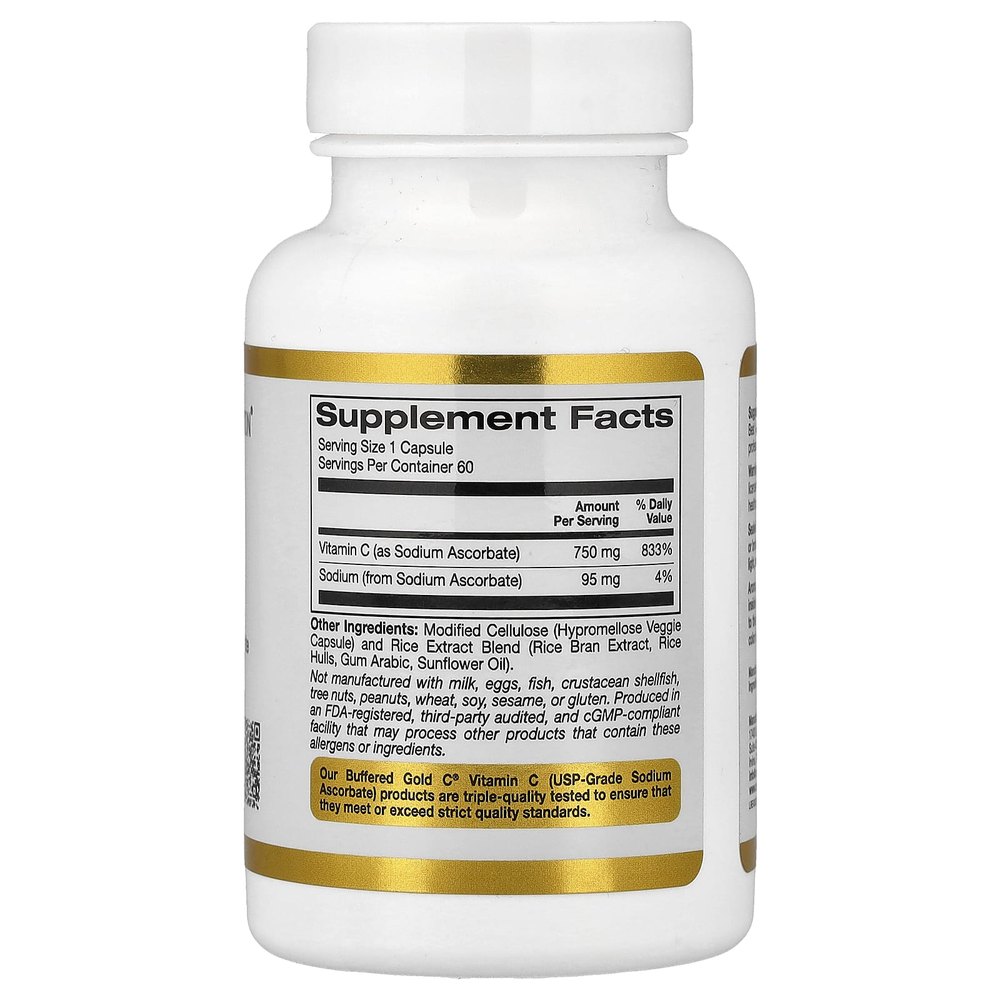 Supplement Facts
Serving Size 1 Capsule
Servings Per Container 60
Amount Per Serving % Daily Value
Vitamin C (as Sodium Ascorbate) 750 mg 833%
Sodium (from Sodium Ascorbate) 95 mg 4%
Other Ingredients: Modified Cellulose (Hypromellose Veggie
Capsule) and Rice Extract Blend (Rice Bran Extract, Rice
Hulls, Gum Arabic, Sunflower Oil).
Not manufactured with milk, eggs, fish, crustacean shellfish,
tree nuts, peanuts, wheat, soy, sesame, or gluten. Produced in
an FDA-registered, third-party audited, and cGMP-compliant
facility that may process other products that contain these
allergens or ingredients.
Our Buffered Gold C® Vitamin C (USP-Grade Sodium
Ascorbate) products are triple-quality tested to ensure that
they meet or exceed strict quality standards.